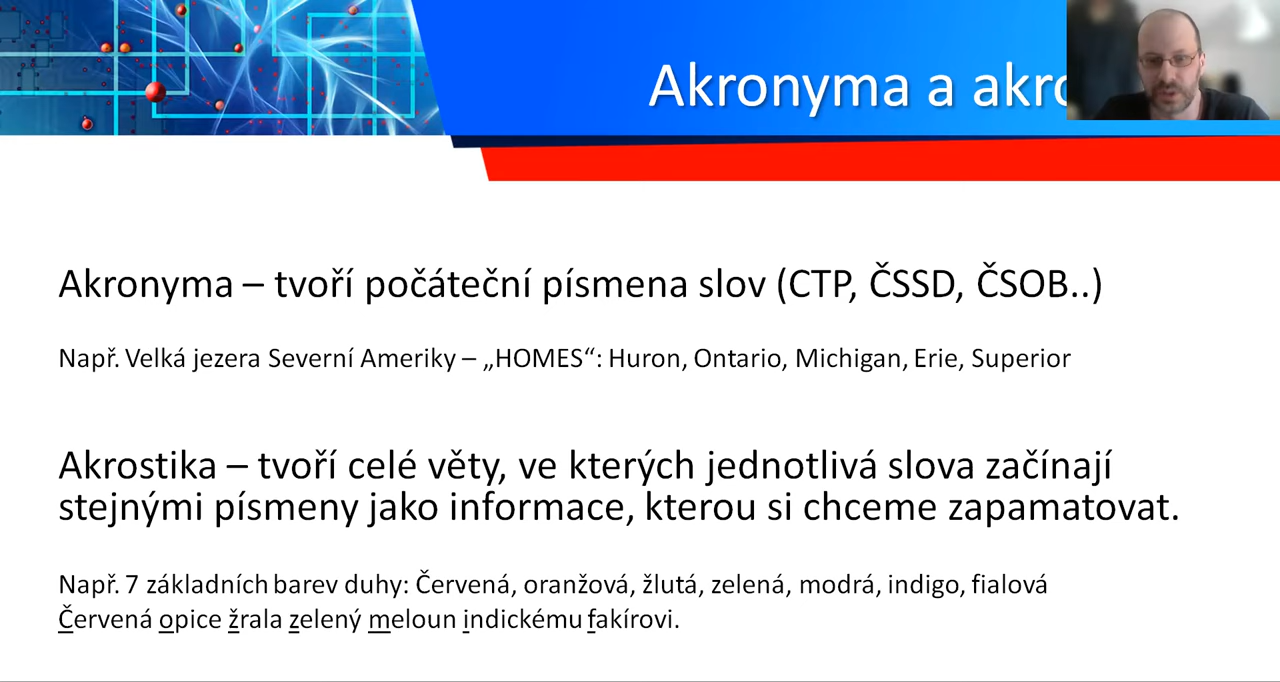 Akronyma a
Akronyma – tvoří počáteční písmena slov (CTP, ČSSD, ČSOB..)
Např. Velká jezera Severní Ameriky – „HOMES“: Huron, Ontario, Michigan, Erie, Superior
Akrostika – tvoří celé věty, ve kterých jednotlivá slova začínají
stejnými písmeny jako informace, kterou si chceme zapamatovat.
Např. 7 základních barev duhy: Červená, oranžová, žlutá, zelená, modrá, indigo, fialová
Červená opice žrala zelený meloun indickému fakírovi.